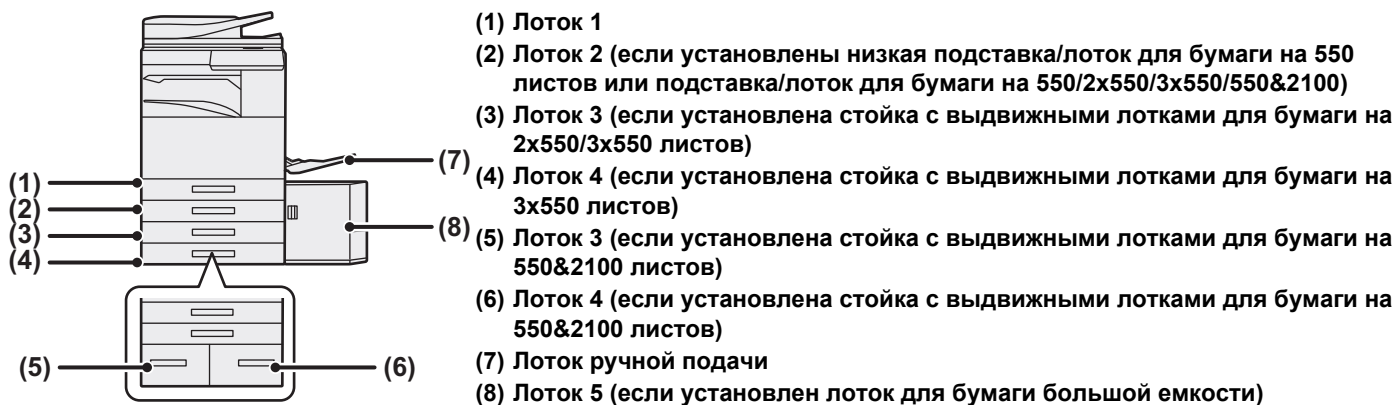 (1) Лоток 1
(2) Лоток 2 (если установлены низкая подставка/лоток для бумаги на 550
листов или подставка/лоток для бумаги на 550/2x550/3x550/550&2100)
(3) Лоток 3 (если установлена стойка с выдвижными лотками для бумаги на
2x550/3x550 листов)
(4) Лоток 4 (если установлена стойка с выдвижными лотками для бумаги на
3x550 листов)
(5) Лоток 3 (если установлена стойка с выдвижными лотками для бумаги на
550&2100 листов)
(6) Лоток 4 (если установлена стойка с выдвижными лотками для бумаги на
550&2100 листов)
(7) Лоток ручной подачи
(8) Лоток 5 (если установлен лоток для бумаги большой емкости)
(1)
(2)
(3)
(4)
(7)
(8)
(5)
(6)